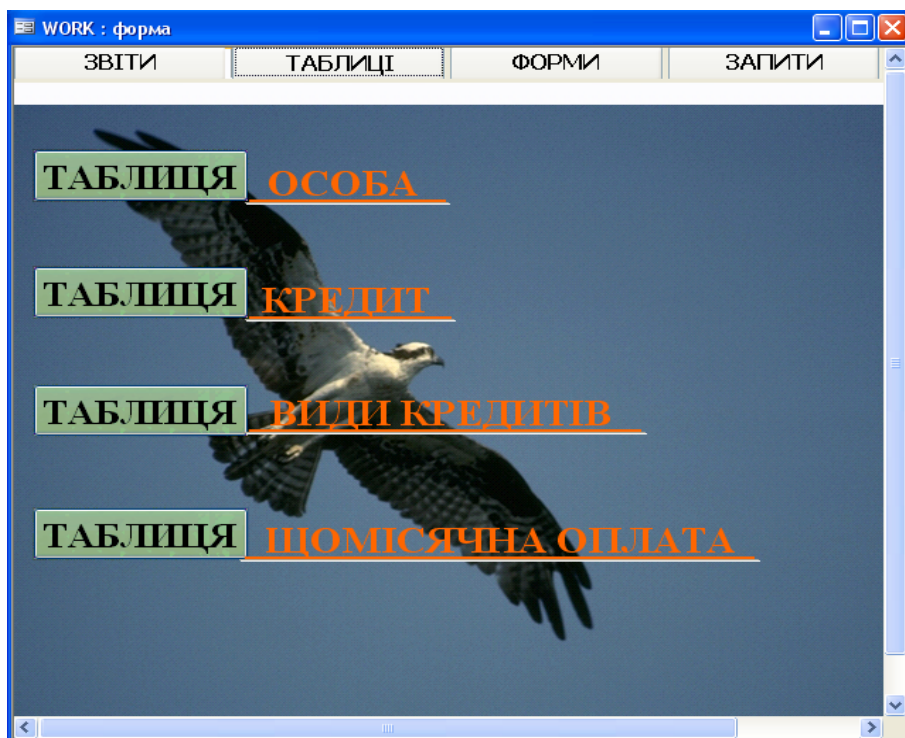 WORK : форма
ЗВІТИ ТАБЛИЦІ ФОРМИ ЗАПИТИ
ТАБЛИЦЯ ОСОБА
ТАБЛИЦЯ КРЕДИТ
ТАБЛИЦЯ ВИДИ КРЕДИТІВ
ТАБЛИЦЯ ЩОМІСЯЧНА ОПЛАТА